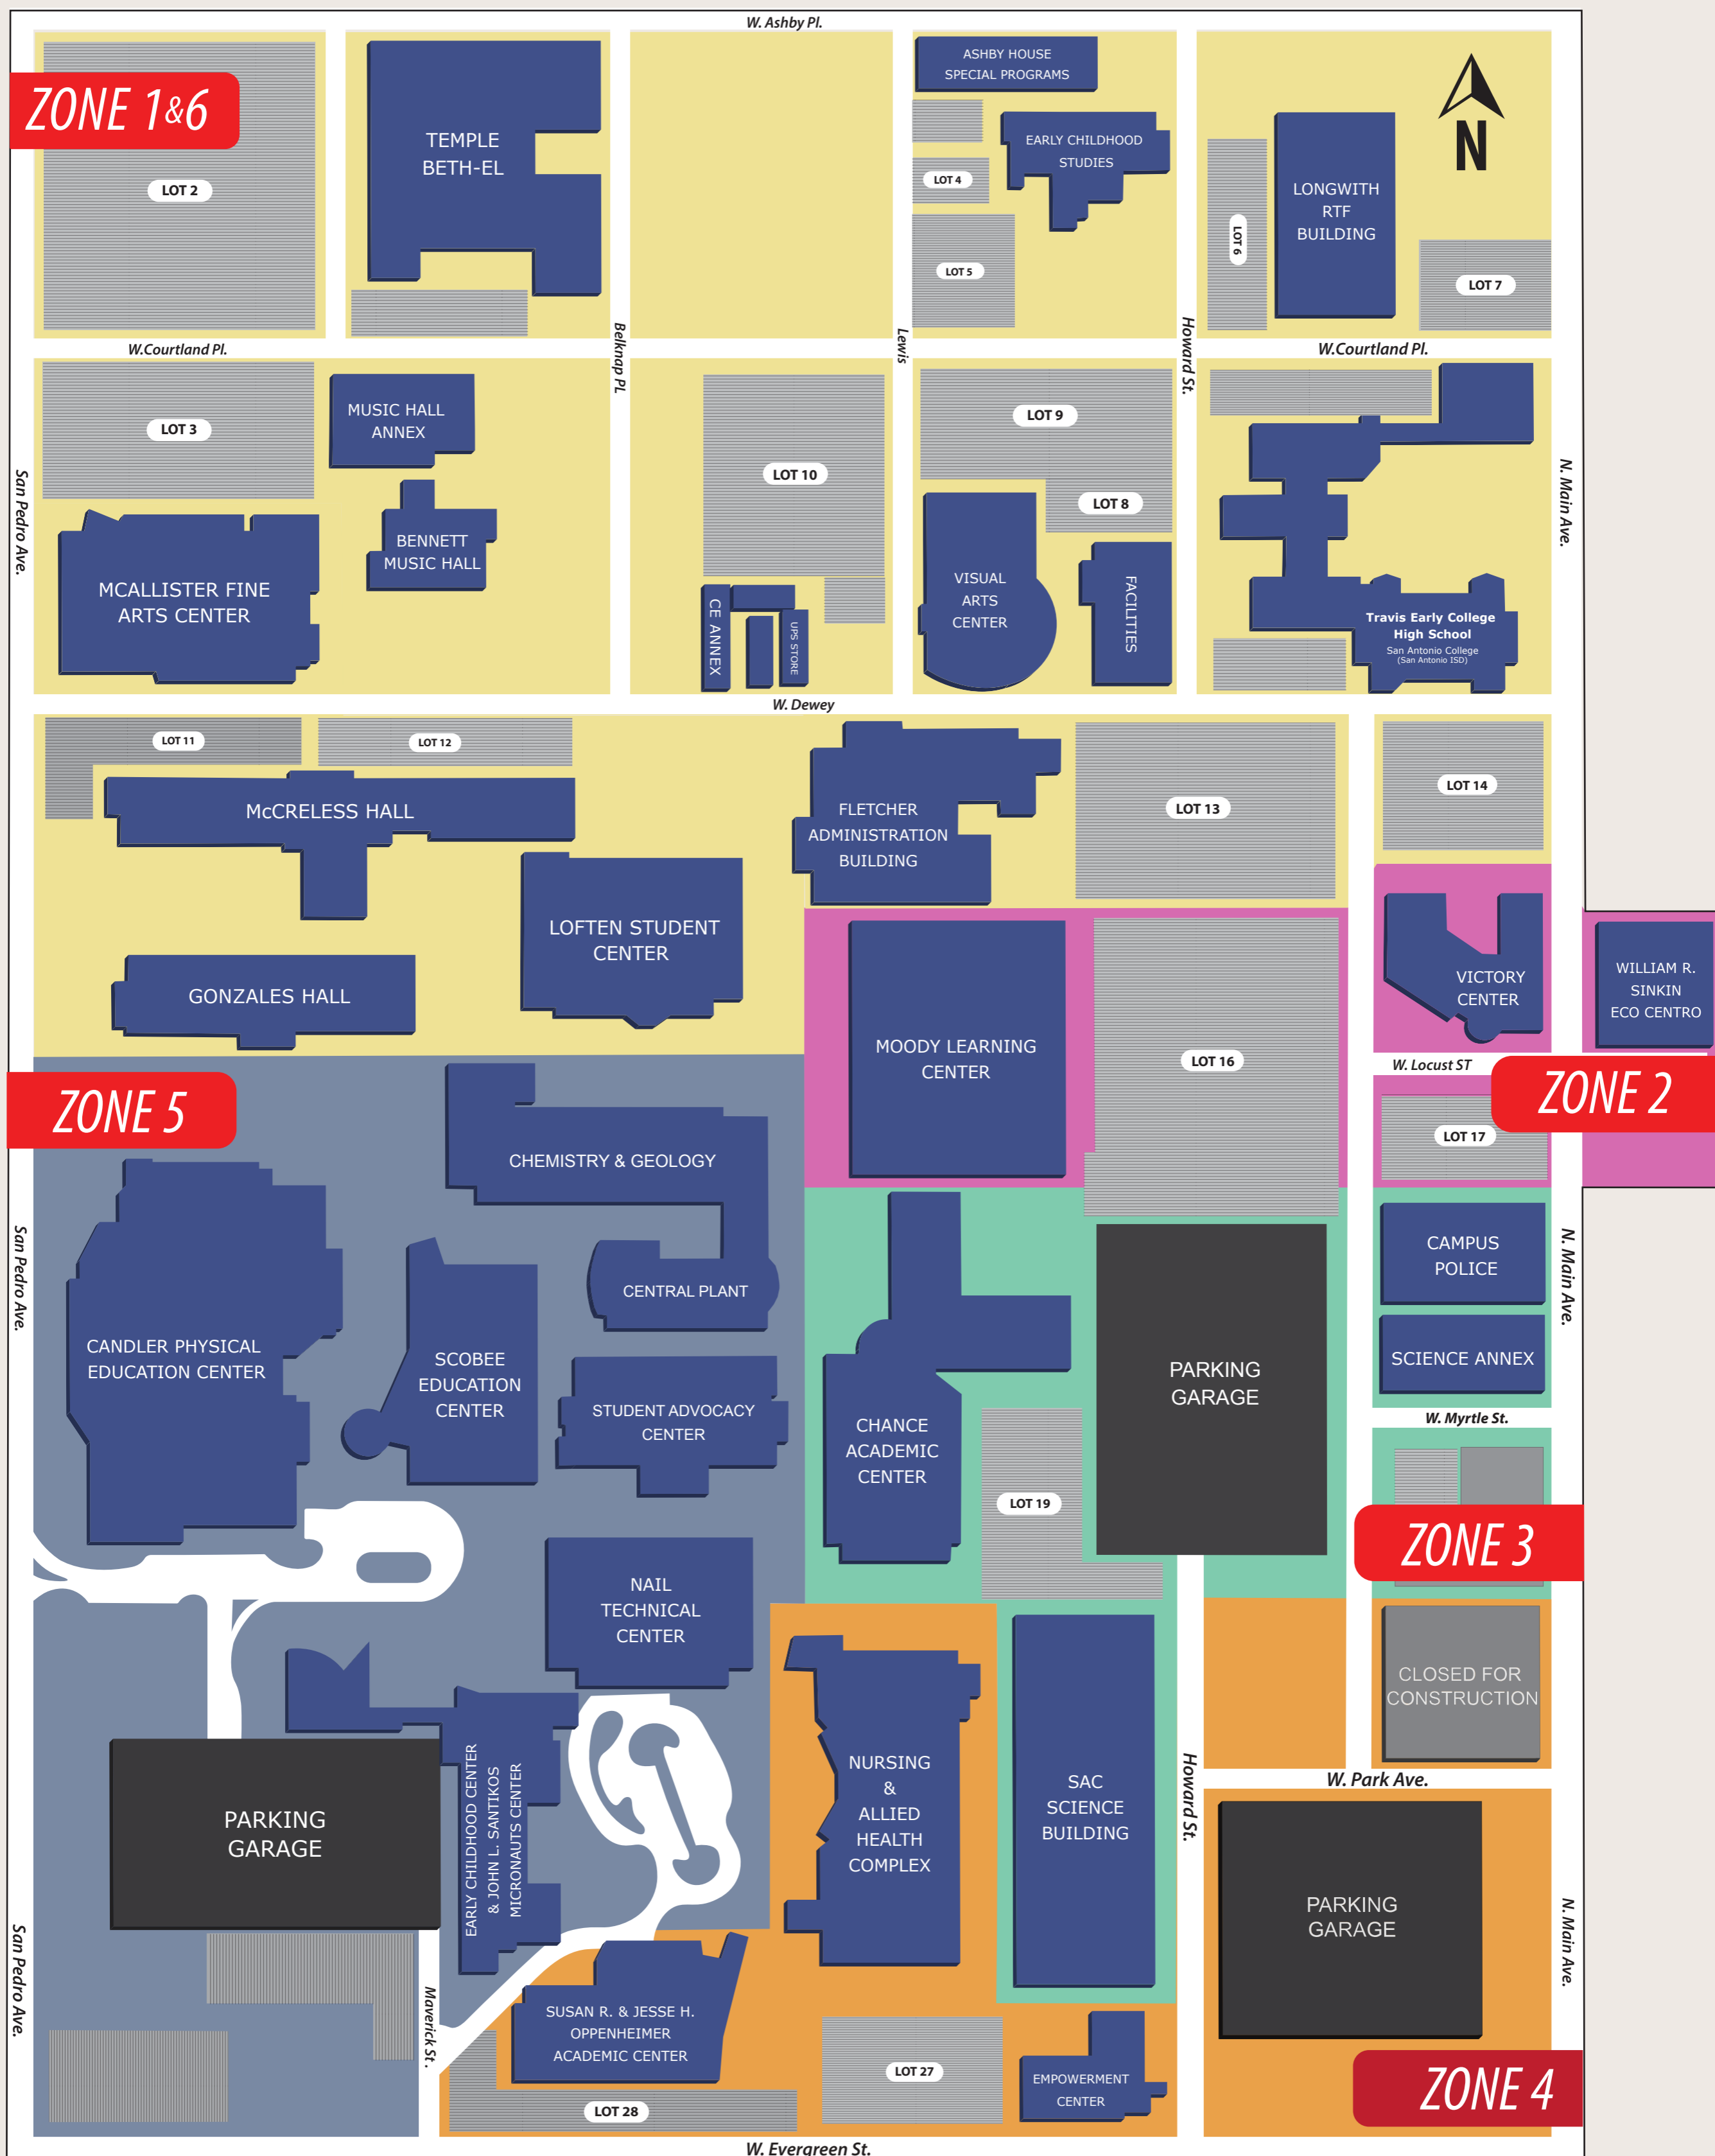 W. Ashby Pl.
ZONE 1&6
LOT 2
TEMPLE
BETH-EL
ASHBY HOUSE
SPECIAL PROGRAMS
EARLY CHILDHOOD
STUDIES
LOT 4
LOT 5
LOT 6
LONGWITH
RTF
BUILDING
N
LOT 7
W.Courtland Pl.
Belknap PL
Lewis
Howard St.
W.Courtland Pl.
LOT 3
MUSIC HALL
ANNEX
BENNETT
MUSIC HALL
MCALLISTER FINE
ARTS CENTER
San Pedro Ave.
LOT 10
CE ANNEX
UPS STORE
LOT 9
LOT 8
VISUAL
ARTS
CENTER
FACILITIES
Travis Early College
High School
San Antonio College
(San Antonio ISD)
N. Main Ave.
W. Dewey
LOT 11
LOT 12
McCRELESS HALL
LOFTEN STUDENT
CENTER
GONZALES HALL
FLETCHER
ADMINISTRATION
BUILDING
LOT 13
LOT 14
MOODY LEARNING
CENTER
LOT 16
VICTORY
CENTER
WILLIAM R.
SINKIN
ECO CENTRO
W. Locust ST
ZONE 2
LOT 17
ZONE 5
CHEMISTRY & GEOLOGY
CENTRAL PLANT
CANDLER PHYSICAL
EDUCATION CENTER
SCOBEE
EDUCATION
CENTER
STUDENT ADVOCACY
CENTER
San Pedro Ave.
CHANCE
ACADEMIC
CENTER
LOT 19
PARKING
GARAGE
CAMPUS
POLICE
SCIENCE ANNEX
N. Main Ave.
W. Myrtle St.
ZONE 3
NAIL
TECHNICAL
CENTER
CLOSED FOR
CONSTRUCTION
W. Park Ave.
PARKING
GARAGE
EARLY CHILDHOOD CENTER
& JOHN L. SANTIKOS
MICRONAUTS CENTER
NURSING
&
ALLIED
HEALTH
COMPLEX
SAC
SCIENCE
BUILDING
Howard St.
PARKING
GARAGE
N. Main Ave.
San Pedro Ave.
Maverick St .
SUSAN R. & JESSE H.
OPPENHEIMER
ACADEMIC CENTER
LOT 27
LOT 28
EMPOWERMENT
CENTER
ZONE 4
W. Evergreen St.